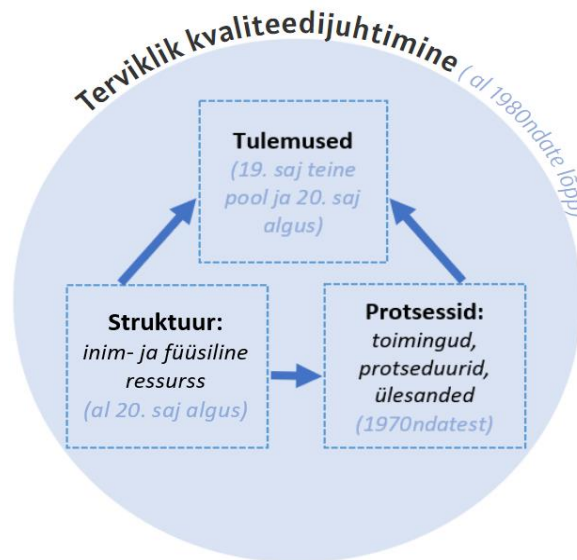 Terviklik kvaliteedijuhtimine (al 1980ndate lõpp)
Tulemused
(19. saj teine
pool ja 20. saj
algus)
Struktuur:
inim- ja füüsiline
ressurss
(al 20. saj algus)
Protsessid:
toimingud,
protseduurid,
ülesanded
(1970ndatest)